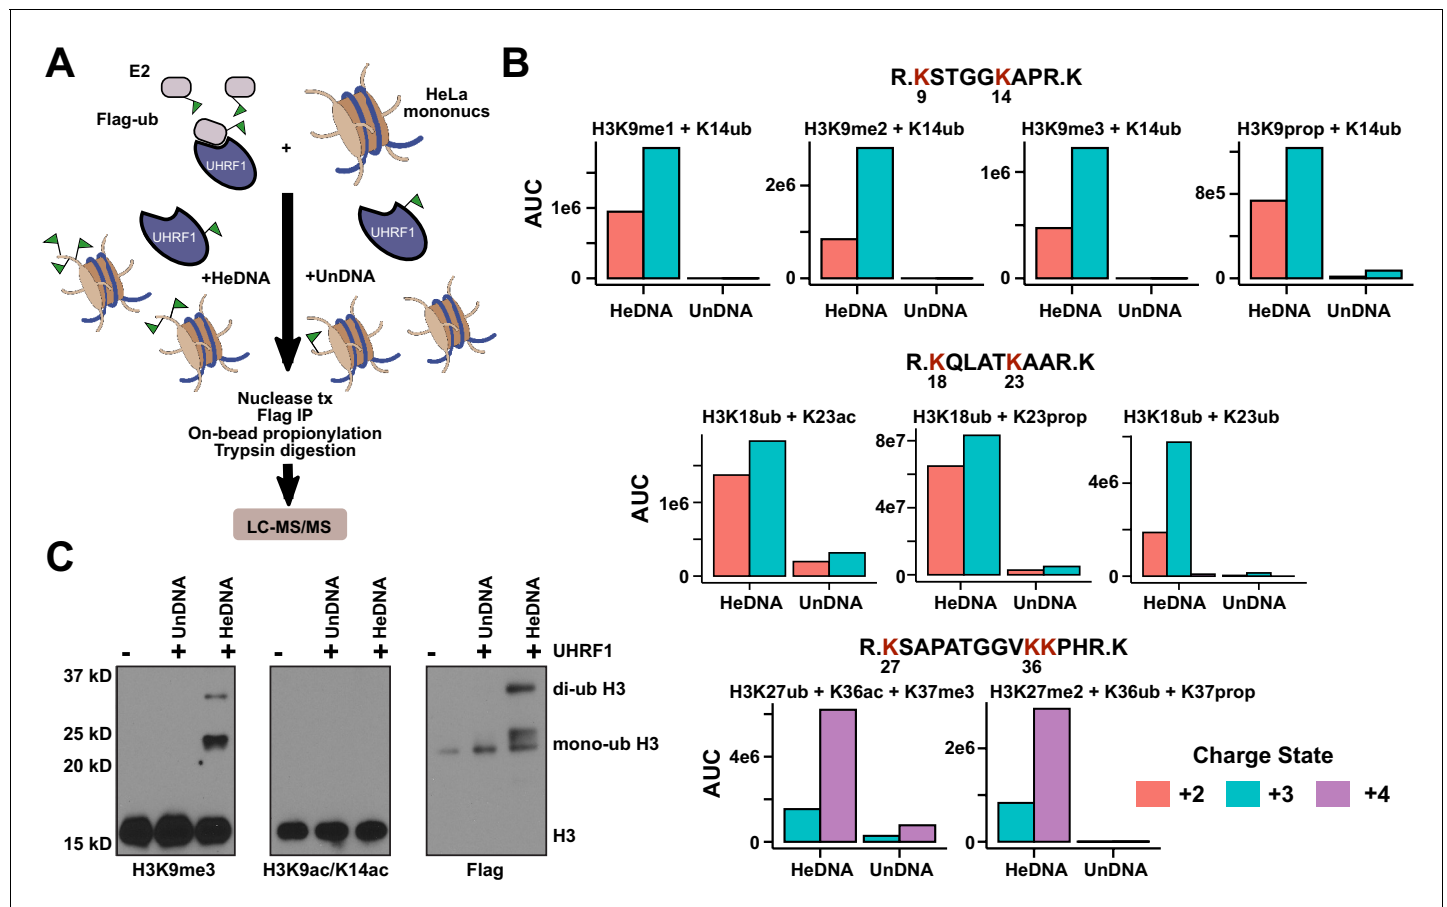 A
E2
Flag-ub
UHRF1
+
HeLa
mononucs
UHRF1
UHRF1
+HeDNA
+UnDNA
Nuclease tx
Flag IP
On-bead propionylation
Trypsin digestion
LC-MS/MS
B
R.KSTGGKAPR.K
9 14
H3K9me1 + K14ub
H3K9me2 + K14ub
H3K9me3 + K14ub
H3K9prop + K14ub
AUC
1e6
0
HeDNA UnDNA
2e6
0
HeDNA UnDNA
1e6
0
HeDNA UnDNA
8e5
0
HeDNA UnDNA
R.KQLATKAAR.K
18 23
H3K18ub + K23ac
H3K18ub + K23prop
H3K18ub + K23ub
AUC
1e6
0
HeDNA UnDNA
8e7
4e7
0
HeDNA UnDNA
4e6
0
HeDNA UnDNA
R.KSAPATGGVKKPHR.K
27 36
H3K27ub + K36ac + K37me3
H3K27me2 + K36ub + K37prop
AUC
4e6
0
HeDNA UnDNA
2e6
0
HeDNA UnDNA
Charge State
+2 +3 +4
C
UnDNA
HeDNA
UnDNA
HeDNA
UnDNA
HeDNA
- + + - + + - + + UHRF1
37 kD
25 kD
20 kD
15 kD
di-ub H3
mono-ub H3
H3
H3K9me3
H3K9ac/K14ac
Flag